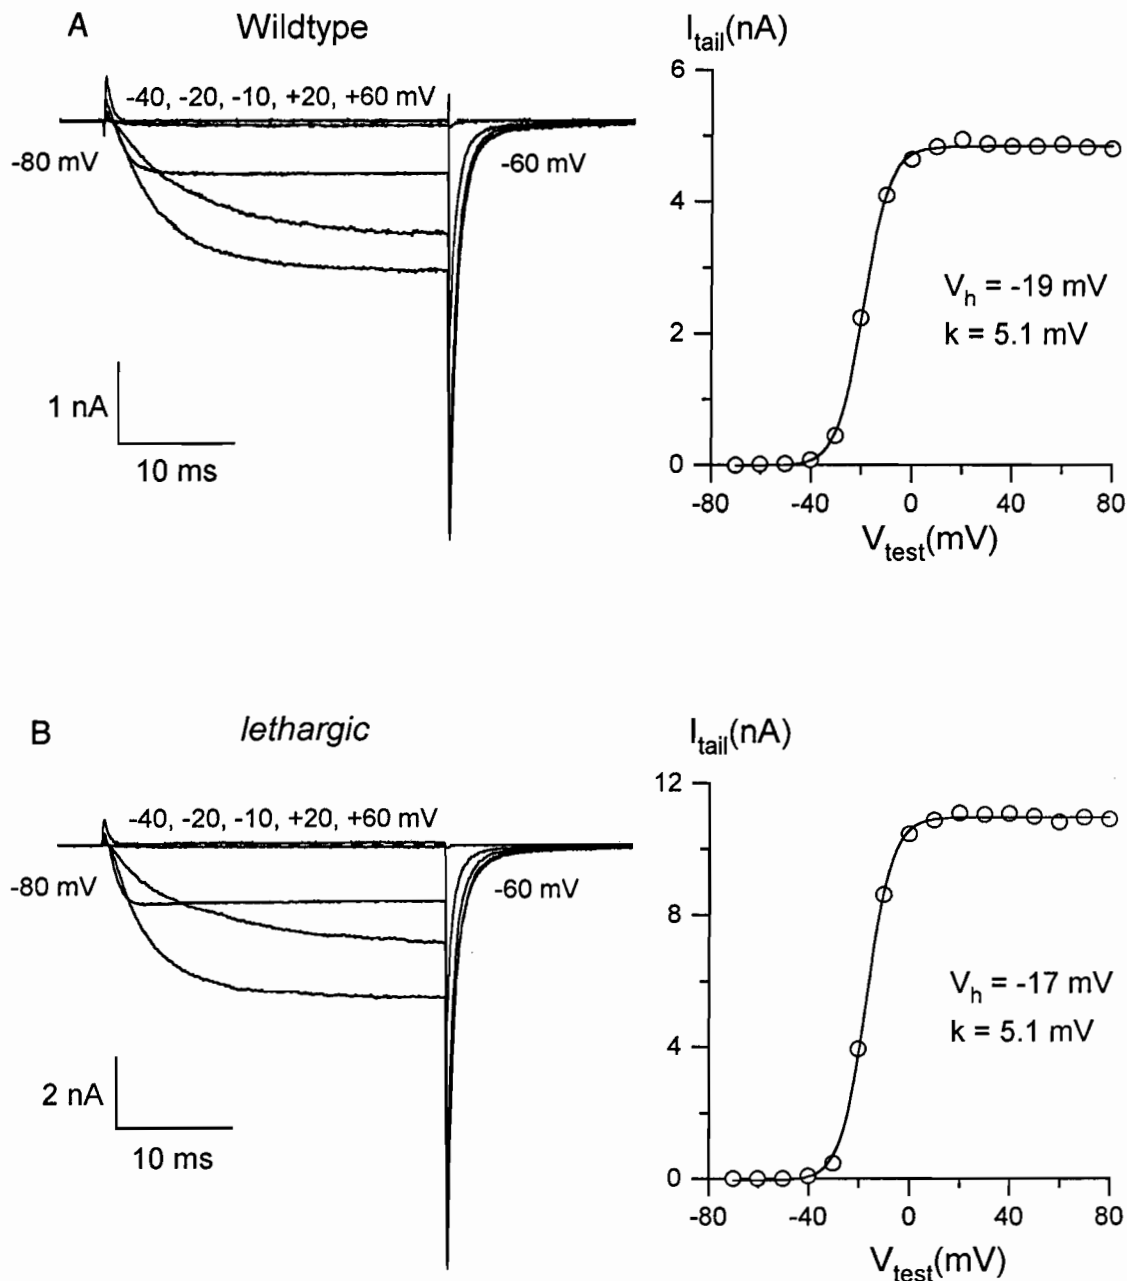 A
Wildtype
-40, -20, -10, +20, +60 mV
-80 mV
-60 mV
1 nA
10 ms
I_tail(nA)
6
4
2
0
-80
-40
0
40
80
V_h = -19 mV
k = 5.1 mV
V_test(mV)
B
lethargic
-40, -20, -10, +20, +60 mV
-80 mV
-60 mV
2 nA
10 ms
I_tail(nA)
12
8
4
0
-80
-40
0
40
80
V_h = -17 mV
k = 5.1 mV
V_test(mV)